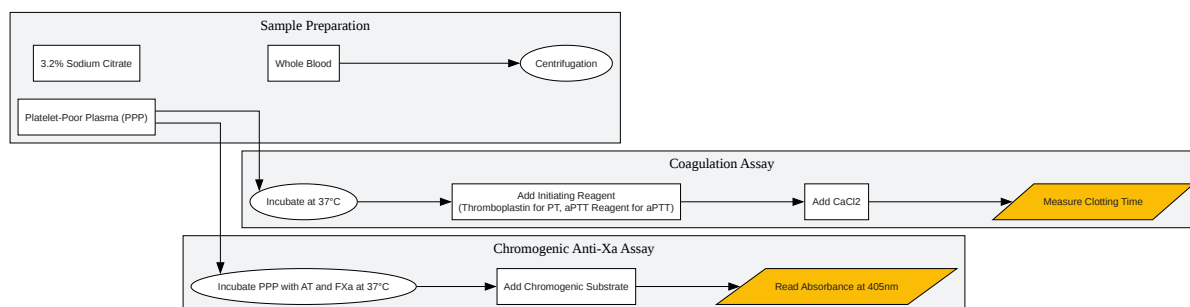 Sample Preparation
3.2% Sodium Citrate
Whole Blood
Centrifugation
Platelet-Poor Plasma (PPP)
Coagulation Assay
Incubate at 37°C
Add Initiating Reagent
(Thromboplastin for PT, aPTT Reagent for aPTT)
Add CaCl2
Measure Clotting Time
Chromogenic Anti-Xa Assay
Incubate PPP with AT and FXa at 37°C
Add Chromogenic Substrate
Read Absorbance at 405nm